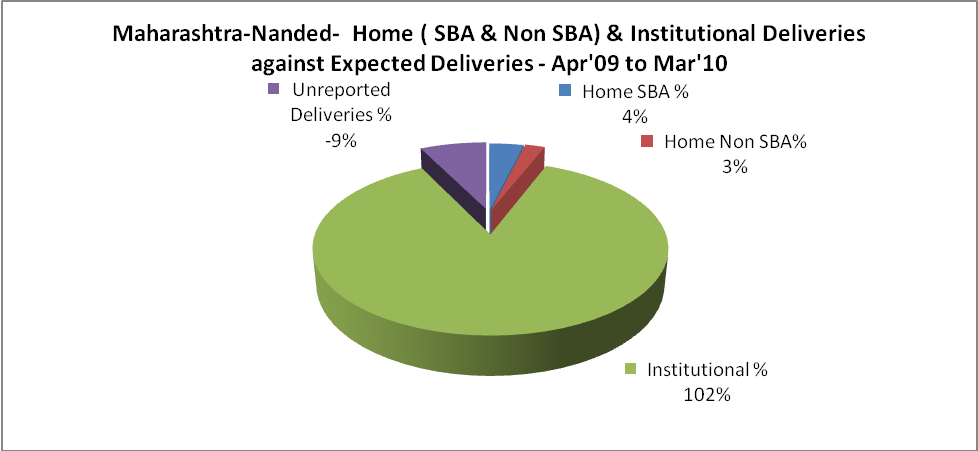 Maharashtra-Nanded-  Home ( SBA & Non SBA) & Institutional Deliveries
against Expected Deliveries - Apr'09 to Mar'10
Unreported
Deliveries %
-9%
Home SBA %
4%
Home Non SBA%
3%
Institutional %
102%